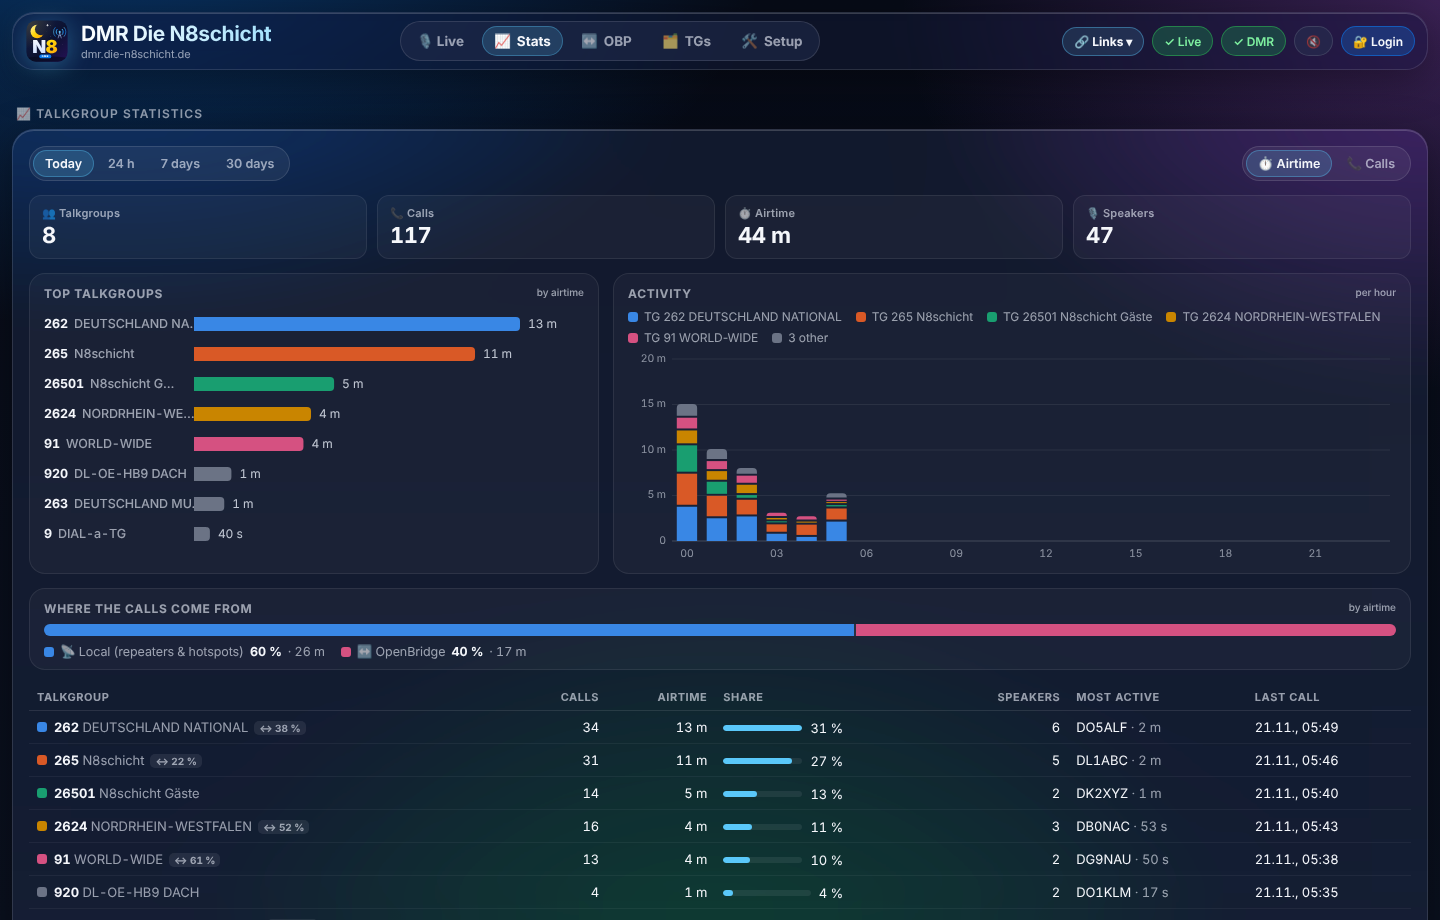 N8
DMR Die N8schicht
dmr.die-n8schicht.de
Live
Stats
OBP
TGs
Setup
Links ▾
✓ Live
✓ DMR
Login
TALKGROUP STATISTICS
Today
24 h
7 days
30 days
Airtime
Calls
Talkgroups
8
Calls
117
Airtime
44 m
Speakers
47
TOP TALKGROUPS
by airtime
262 DEUTSCHLAND NA… 13 m
265 N8schicht 11 m
26501 N8schicht G… 5 m
2624 NORDRHEIN-WE… 4 m
91 WORLD-WIDE 4 m
920 DL-OE-HB9 DACH 1 m
263 DEUTSCHLAND MU… 1 m
9 DIAL-a-TG 40 s
ACTIVITY
per hour
TG 262 DEUTSCHLAND NATIONAL TG 265 N8schicht TG 26501 N8schicht Gäste TG 2624 NORDRHEIN-WESTFALEN
TG 91 WORLD-WIDE 3 other
20 m
15 m
10 m
5 m
0
00 03 06 09 12 15 18 21
WHERE THE CALLS COME FROM
by airtime
Local (repeaters & hotspots) 60 % · 26 m OpenBridge 40 % · 17 m
TALKGROUP CALLS AIRTIME SHARE SPEAKERS MOST ACTIVE LAST CALL
262 DEUTSCHLAND NATIONAL ↔ 38 % 34 13 m 31 % 6 DO5ALF · 2 m 21.11., 05:49
265 N8schicht ↔ 22 % 31 11 m 27 % 5 DL1ABC · 2 m 21.11., 05:46
26501 N8schicht Gäste 14 5 m 13 % 2 DK2XYZ · 1 m 21.11., 05:40
2624 NORDRHEIN-WESTFALEN ↔ 52 % 16 4 m 11 % 3 DB0NAC · 53 s 21.11., 05:43
91 WORLD-WIDE ↔ 61 % 13 4 m 10 % 2 DG9NAU · 50 s 21.11., 05:38
920 DL-OE-HB9 DACH 4 1 m 4 % 2 DO1KLM · 17 s 21.11., 05:35